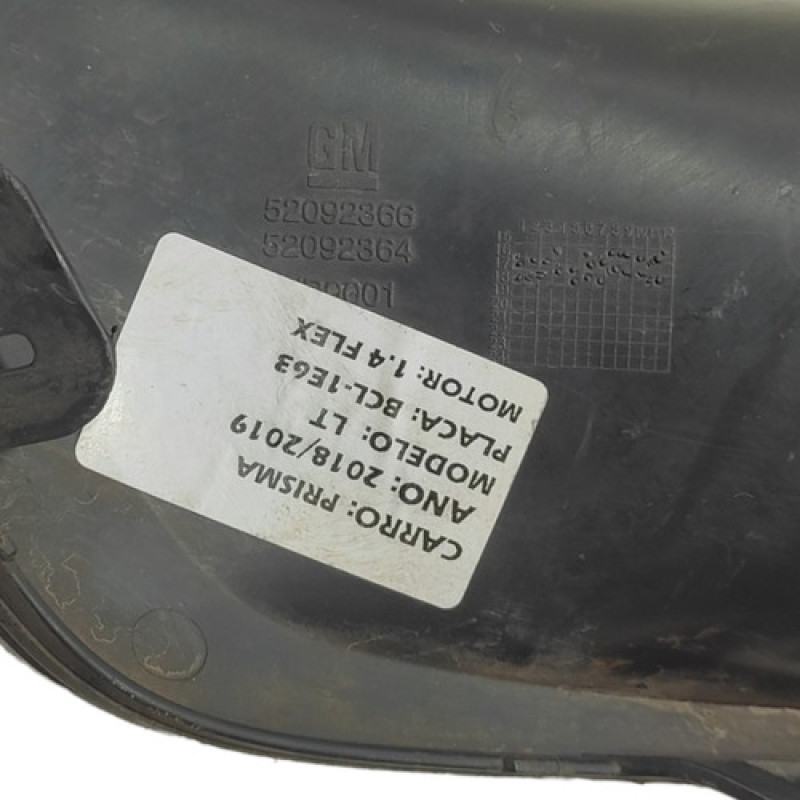 GM
52092366
52092364
CARRO: PRISMA
ANO: 2018/2019
MODELO: LT
PLACA: BCL-1E63
MOTOR: 1.4 FLEX